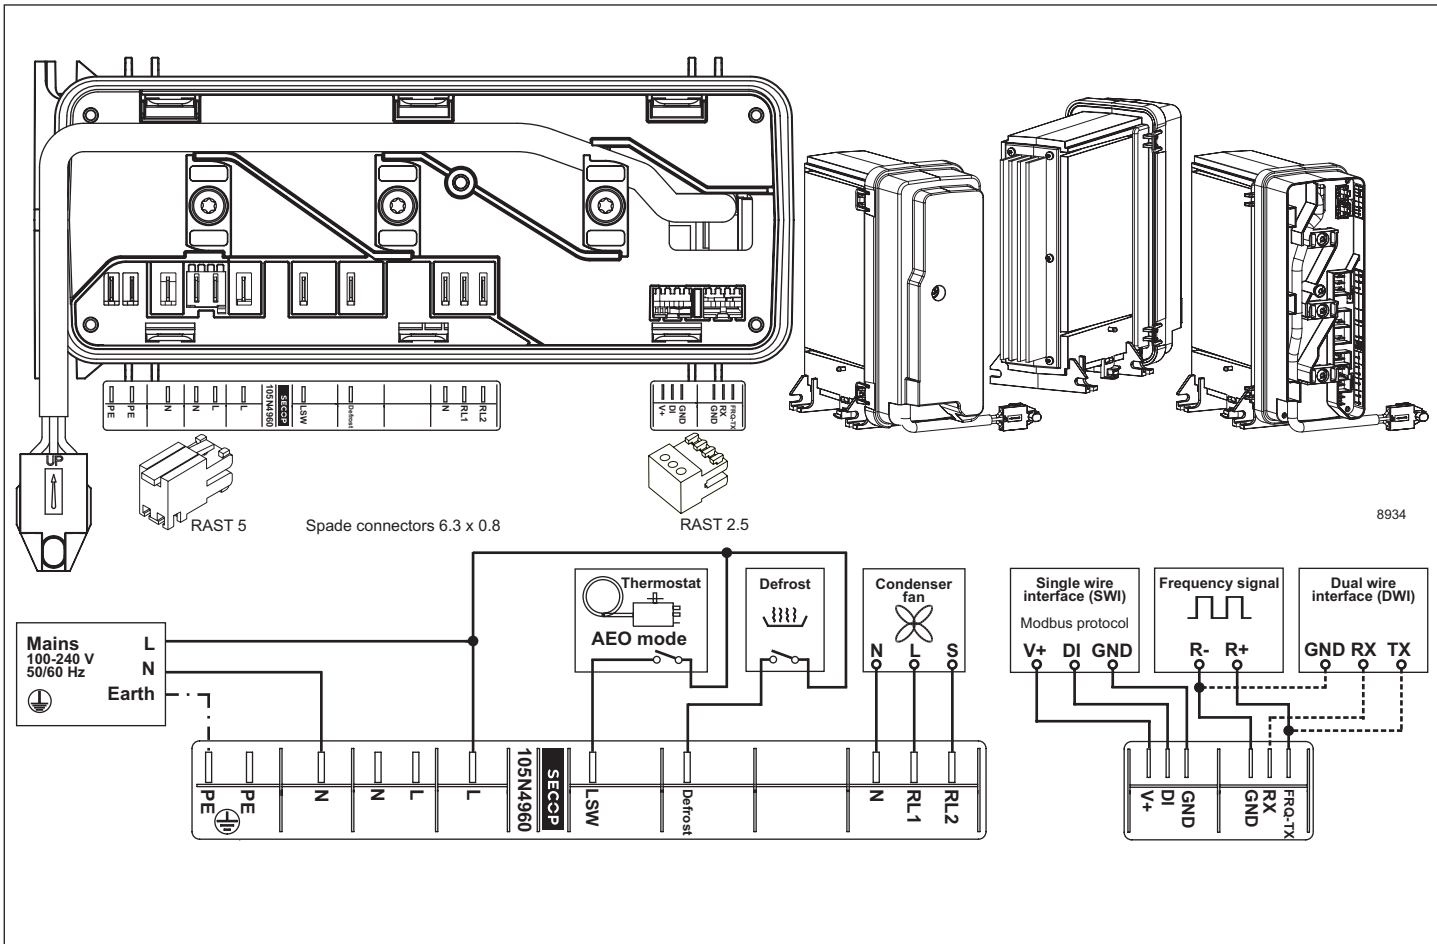 PE
PE
N
N
L
L
105N4960
SECOP
LSW
Defrost
N
RL1
RL2
V+
DI
GND
GND
RX
FRQ-TX
UP
RAST 5
Spade connectors 6.3 x 0.8
RAST 2.5
8934
Mains
100-240 V
50/60 Hz
L
N
Earth
Thermostat
AEO mode
Defrost
Condenser
fan
N L S
Single wire
interface (SWI)
Modbus protocol
V+ DI GND
Frequency signal
R- R+
Dual wire
interface (DWI)
GND RX TX
PE
PE
N
N
L
L
105N4960
SECOP
LSW
Defrost
N
RL1
RL2
V+
DI
GND
GND
RX
FRQ-TX